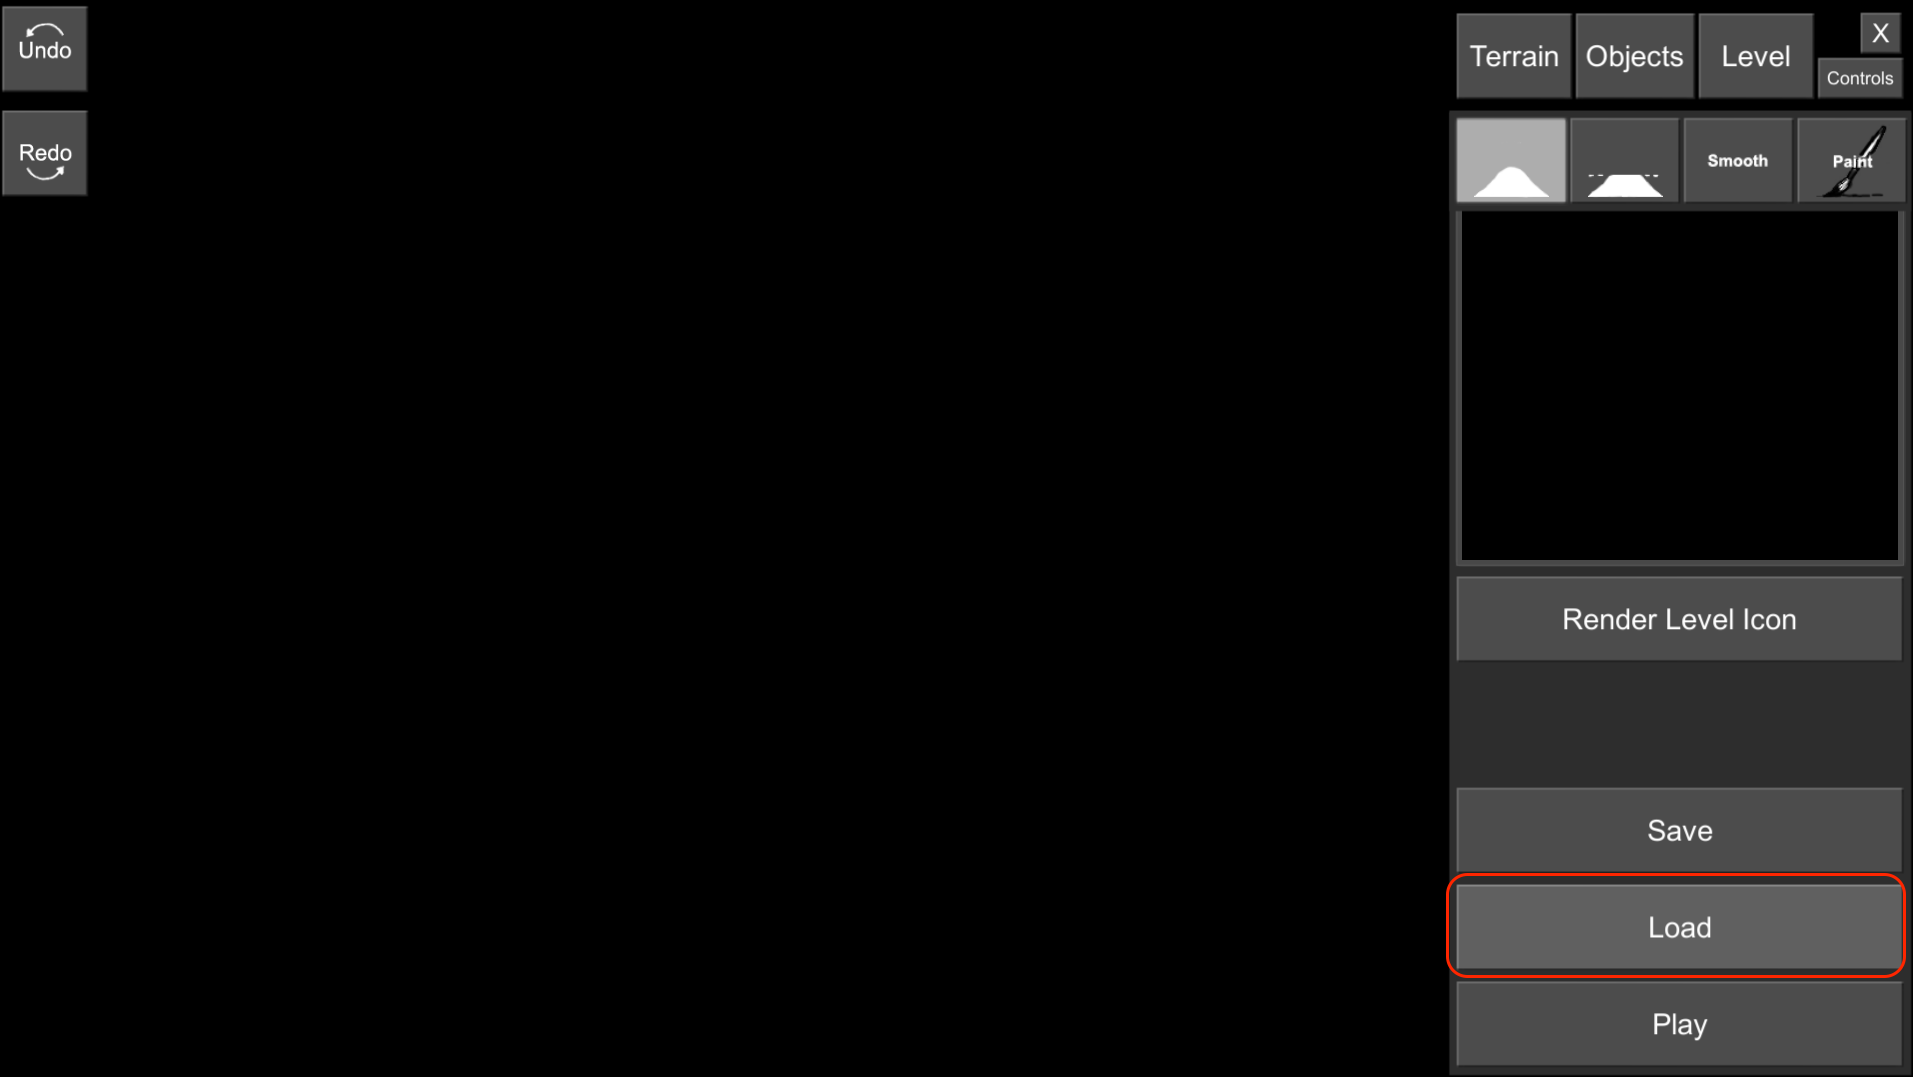 Undo
Redo
Terrain
Objects
Level
X
Controls
Smooth
Paint
Render Level Icon
Save
Load
Play